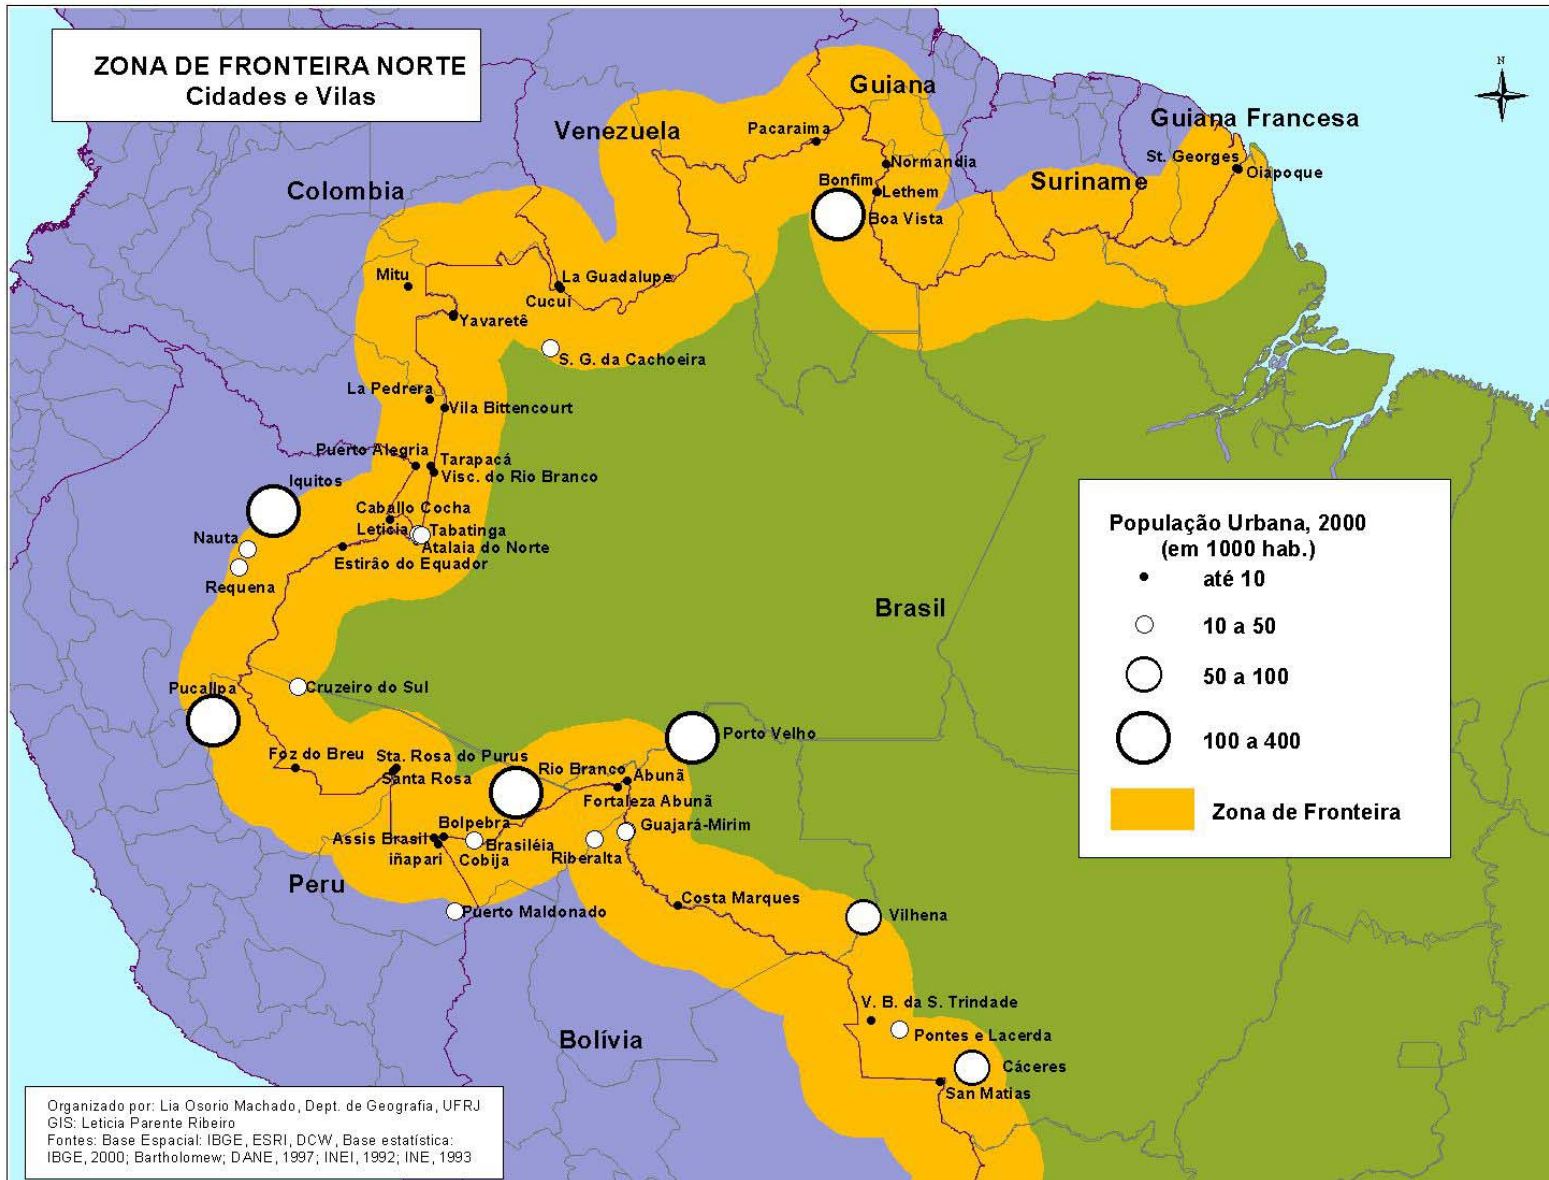 ZONA DE FRONTEIRA NORTE
Cidades e Vilas
N
Guiana
Guiana Francesa
Venezuela
Pacaraima
St. Georges
Normandia
Oiapoque
Colombia
Bonfim
Suriname
Lethem
Boa Vista
Mitu
La Guadalupe
Cucuí
Yavaretê
S. G. da Cachoeira
La Pedrera
Vila Bittencourt
Puerto Alegria
Tarapacá
Visc. do Rio Branco
Iquitos
Caballo Cocha
Leticia
Tabatinga
Nauta
Atalaia do Norte
Estirão do Equador
Requena
Brasil
População Urbana, 2000
(em 1000 hab.)
até 10
10 a 50
50 a 100
100 a 400
Zona de Fronteira
Pucallpa
Cruzeiro do Sul
Porto Velho
Foz do Breu
Sta. Rosa do Purus
Santa Rosa
Rio Branco
Abunã
Fortaleza Abunã
Bolpebra
Assis Brasil
Brasiléia
Guajará-Mirim
iñapari
Cobija
Riberalta
Peru
Puerto Maldonado
Costa Marques
Vilhena
V. B. da S. Trindade
Bolívia
Pontes e Lacerda
Cáceres
San Matias
Organizado por: Lia Osorio Machado, Dept. de Geografia, UFRJ
GIS: Leticia Parente Ribeiro
Fontes: Base Espacial: IBGE, ESRI, DCW, Base estatística:
IBGE, 2000; Bartholomew; DANE, 1997; INEI, 1992; INE, 1993